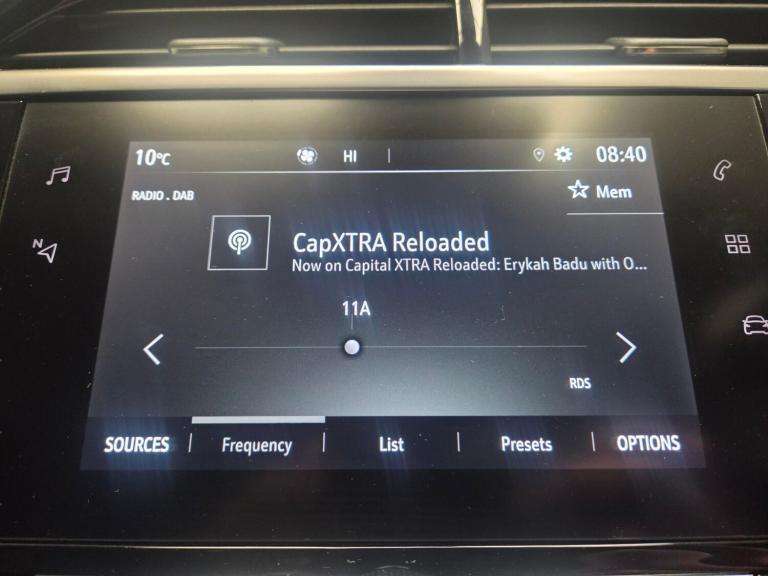 10°C HI | 08:40
RADIO . DAB
Mem
CapXTRA Reloaded
Now on Capital XTRA Reloaded: Erykah Badu with O...
N
11A
RDS
SOURCES | Frequency | List | Presets | OPTIONS